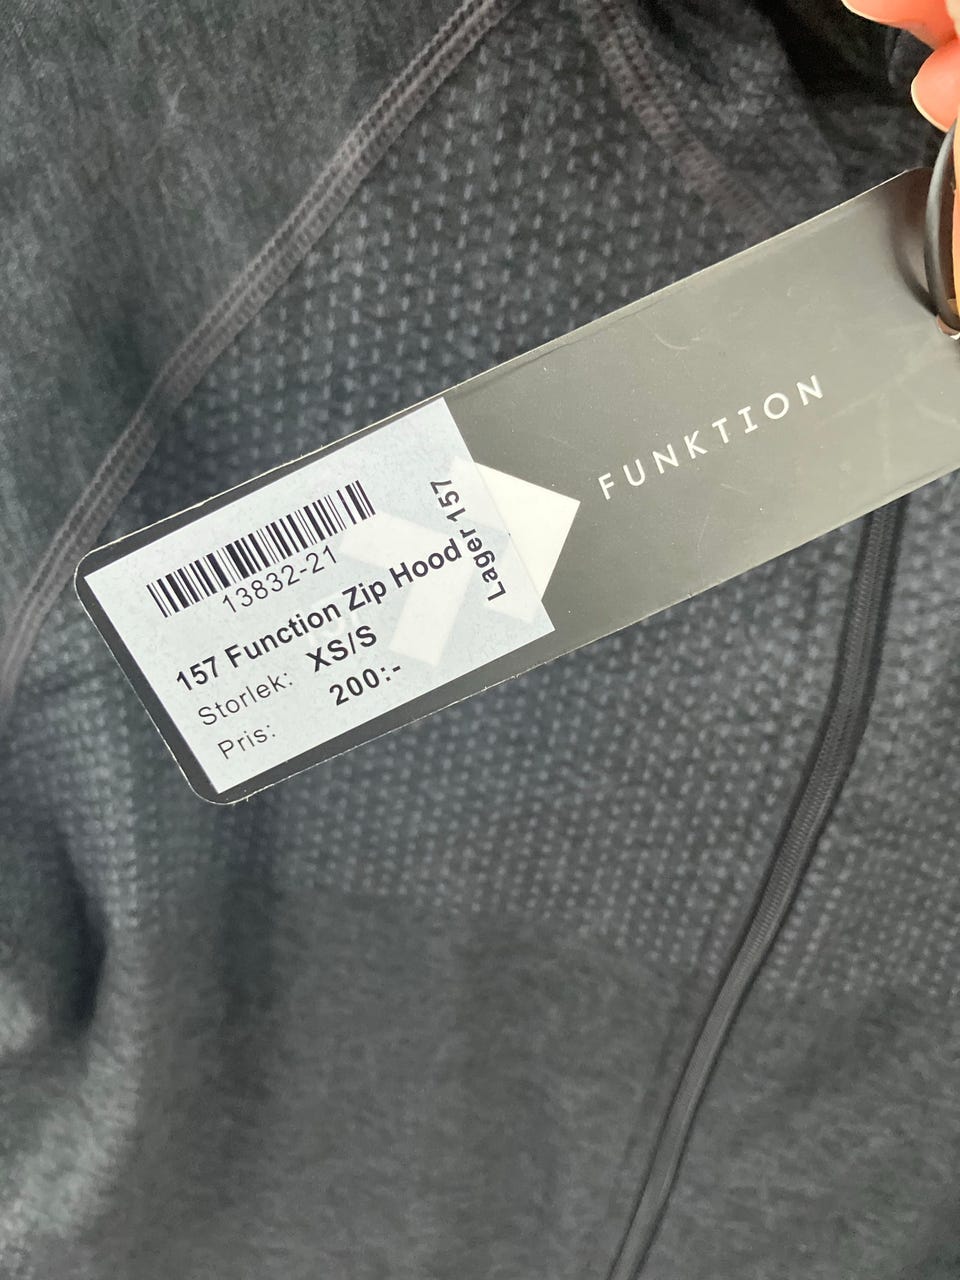 FUNKTION
Lager 157
13832-21
157 Function Zip Hood
Storlek: XS/S
Pris: 200:-